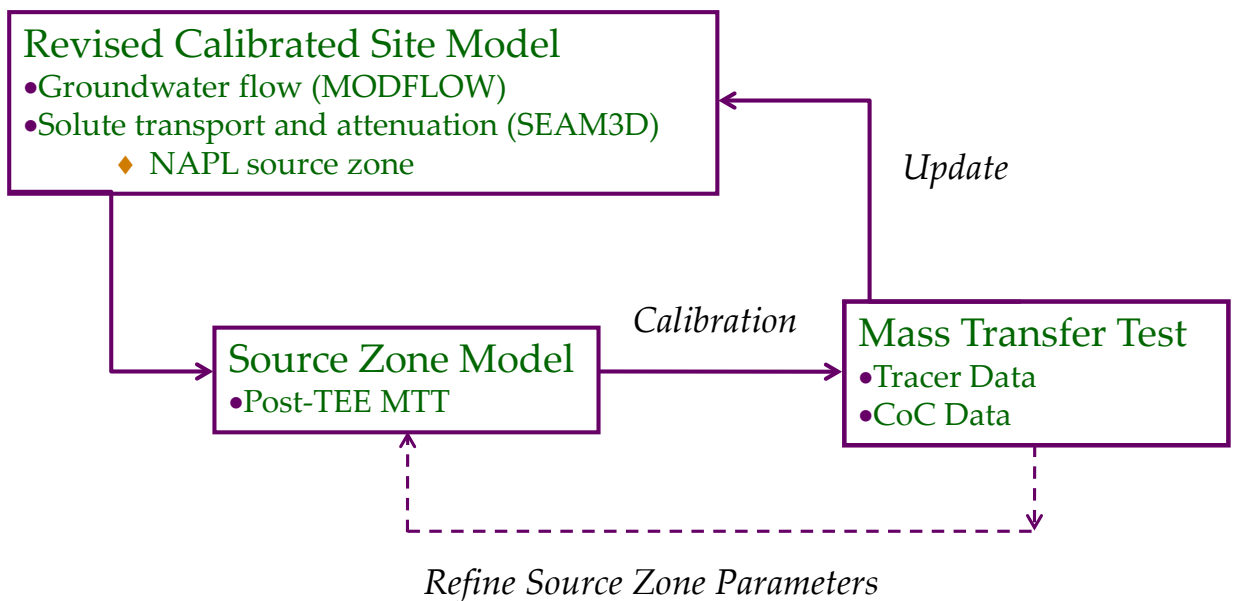 Revised Calibrated Site Model
•Groundwater flow (MODFLOW)
•Solute transport and attenuation (SEAM3D)
♦ NAPL source zone
Update
Calibration
Source Zone Model
•Post-TEE MTT
Mass Transfer Test
•Tracer Data
•CoC Data
Refine Source Zone Parameters